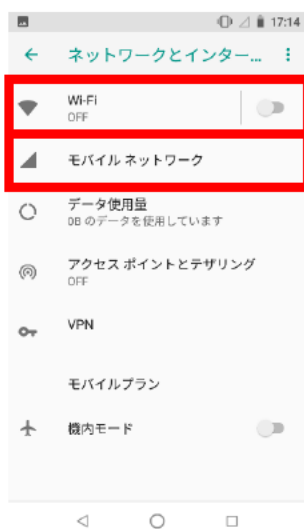 17:14
ネットワークとインター...
Wi-Fi
OFF
モバイル ネットワーク
データ使用量
0B のデータを使用しています
アクセス ポイントとテザリング
OFF
VPN
モバイルプラン
機内モード